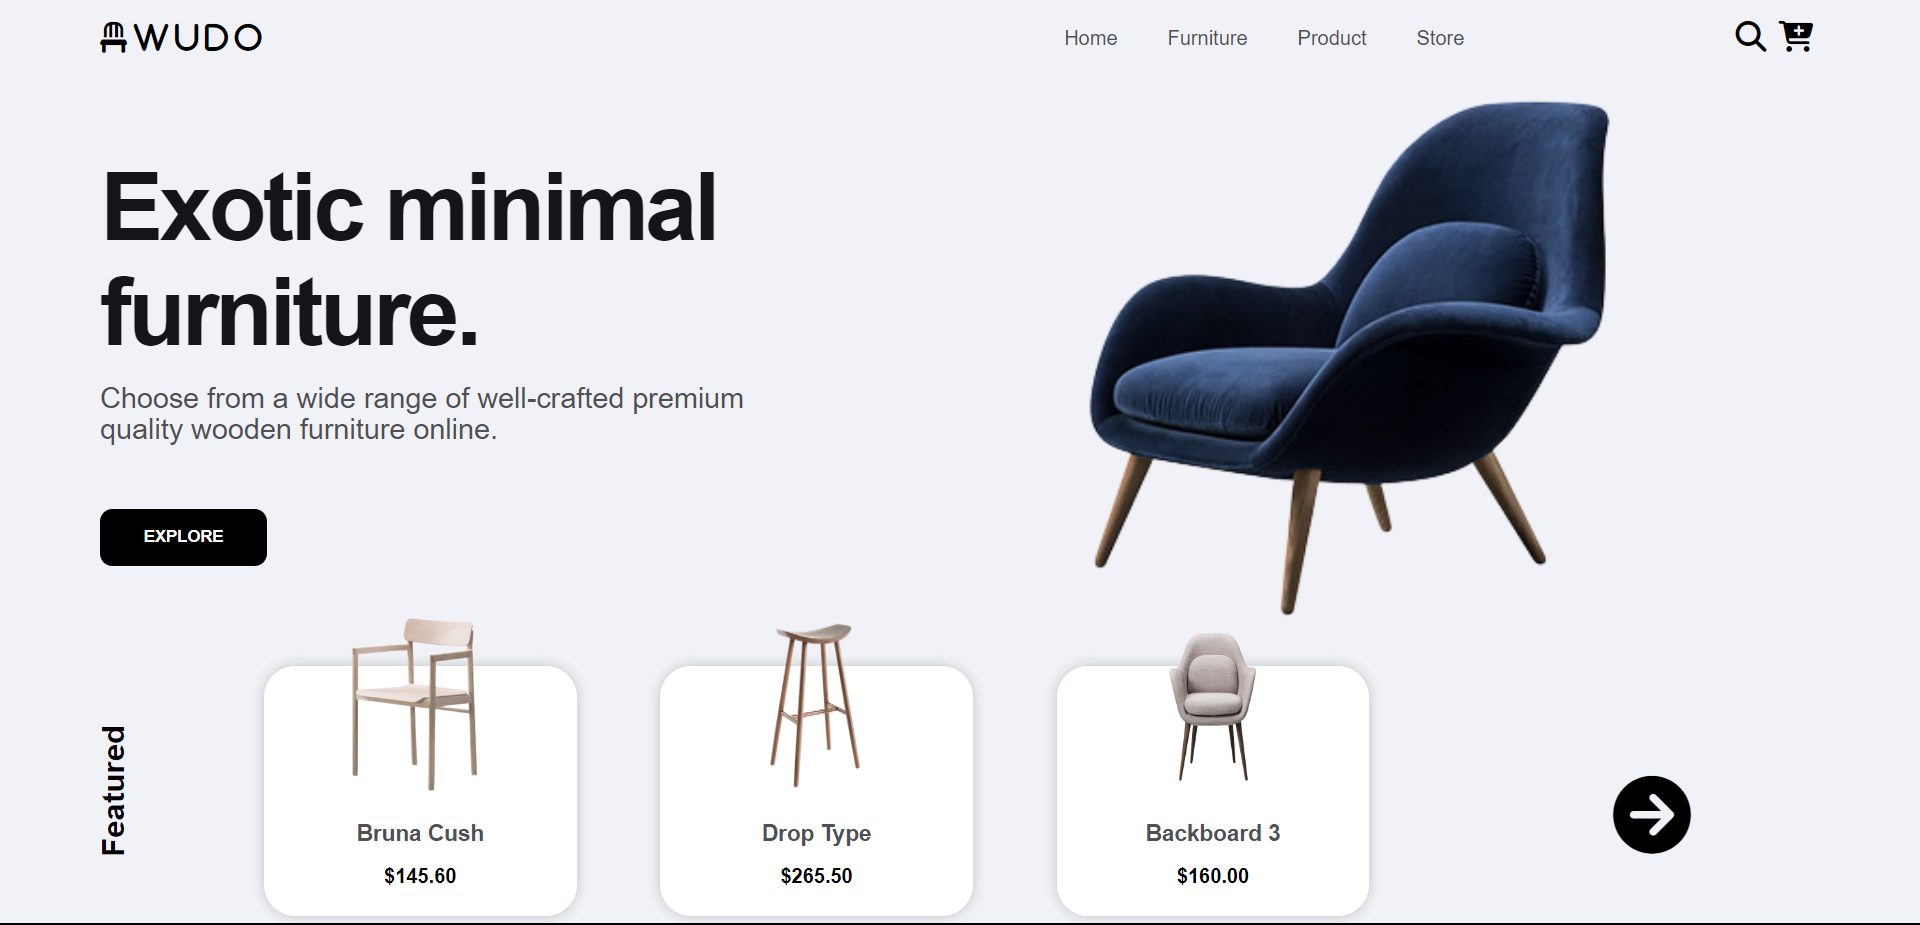 WUDO
Home
Furniture
Product
Store
Exotic minimal
furniture.
Choose from a wide range of well-crafted premium
quality wooden furniture online.
EXPLORE
Featured
Bruna Cush
$145.60
Drop Type
$265.50
Backboard 3
$160.00